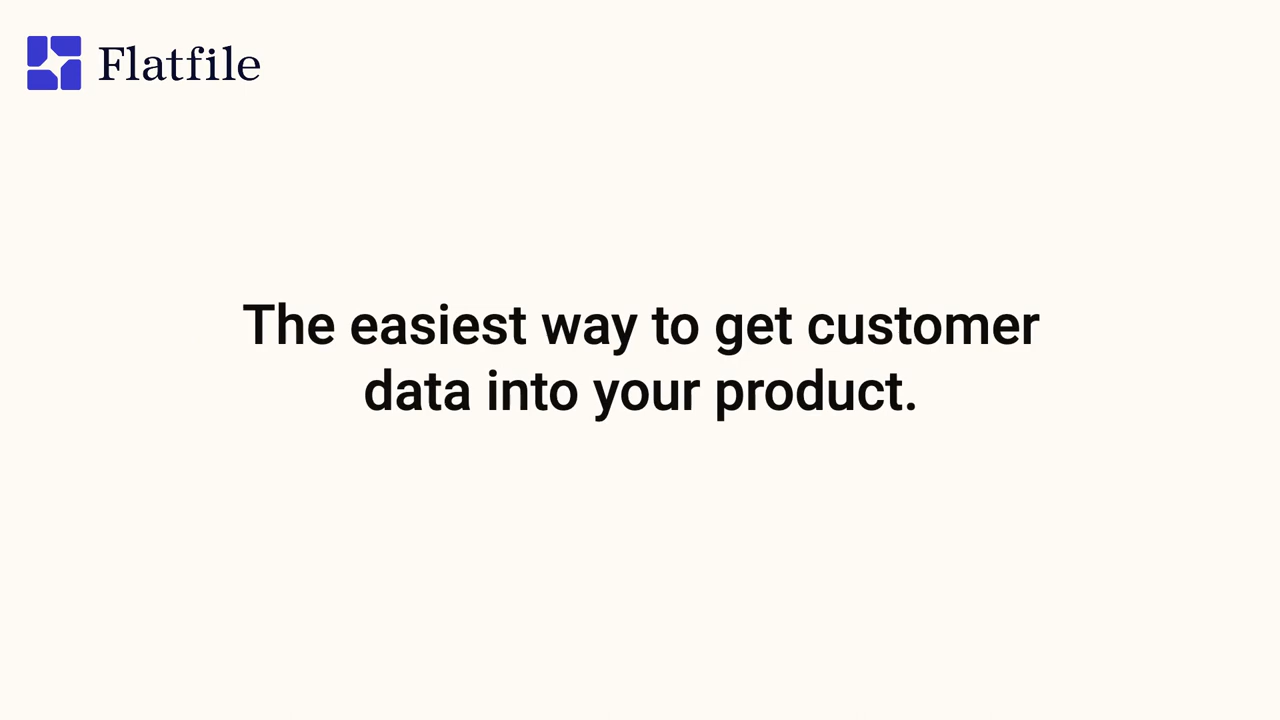 Flatfile
The easiest way to get customer
data into your product.